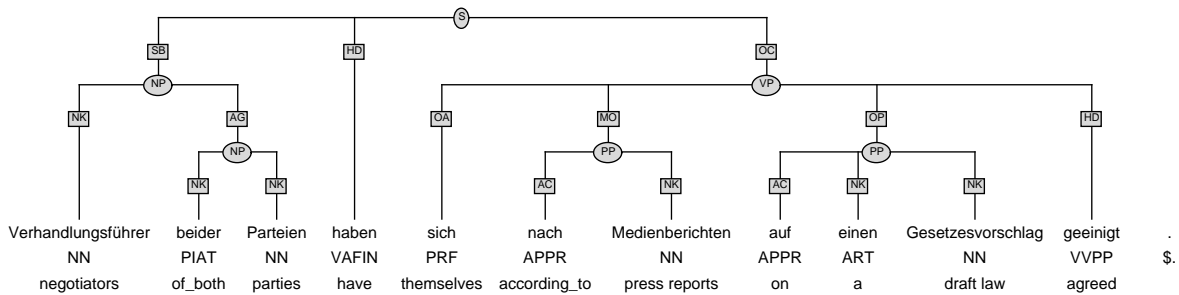 S
SB HD OC
NP VP
NK AG OA MO OP HD
NP PP PP
NK NK AC NK AC NK NK
Verhandlungsführer beider Parteien haben sich nach Medienberichten auf einen Gesetzesvorschlag geeinigt .
NN PIAT NN VAFIN PRF APPR NN APPR ART NN VVPP $.
negotiators of_both parties have themselves according_to press reports on a draft law agreed